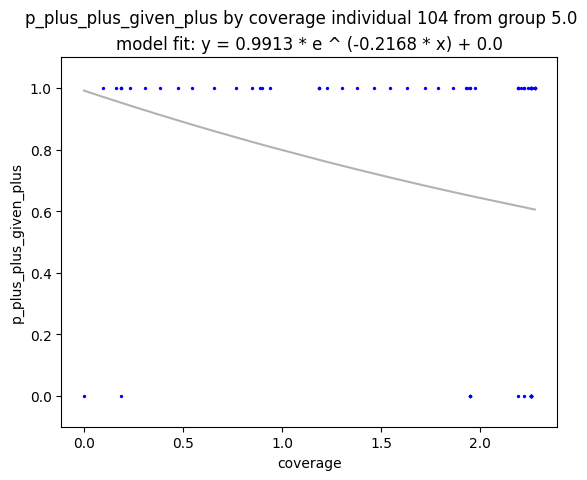 p_plus_plus_given_plus by coverage individual 104 from group 5.0
model fit: y = 0.9913 * e ^ (-0.2168 * x) + 0.0
1.0
0.8
0.6
0.4
0.2
0.0
p_plus_plus_given_plus
0.0 0.5 1.0 1.5 2.0
coverage